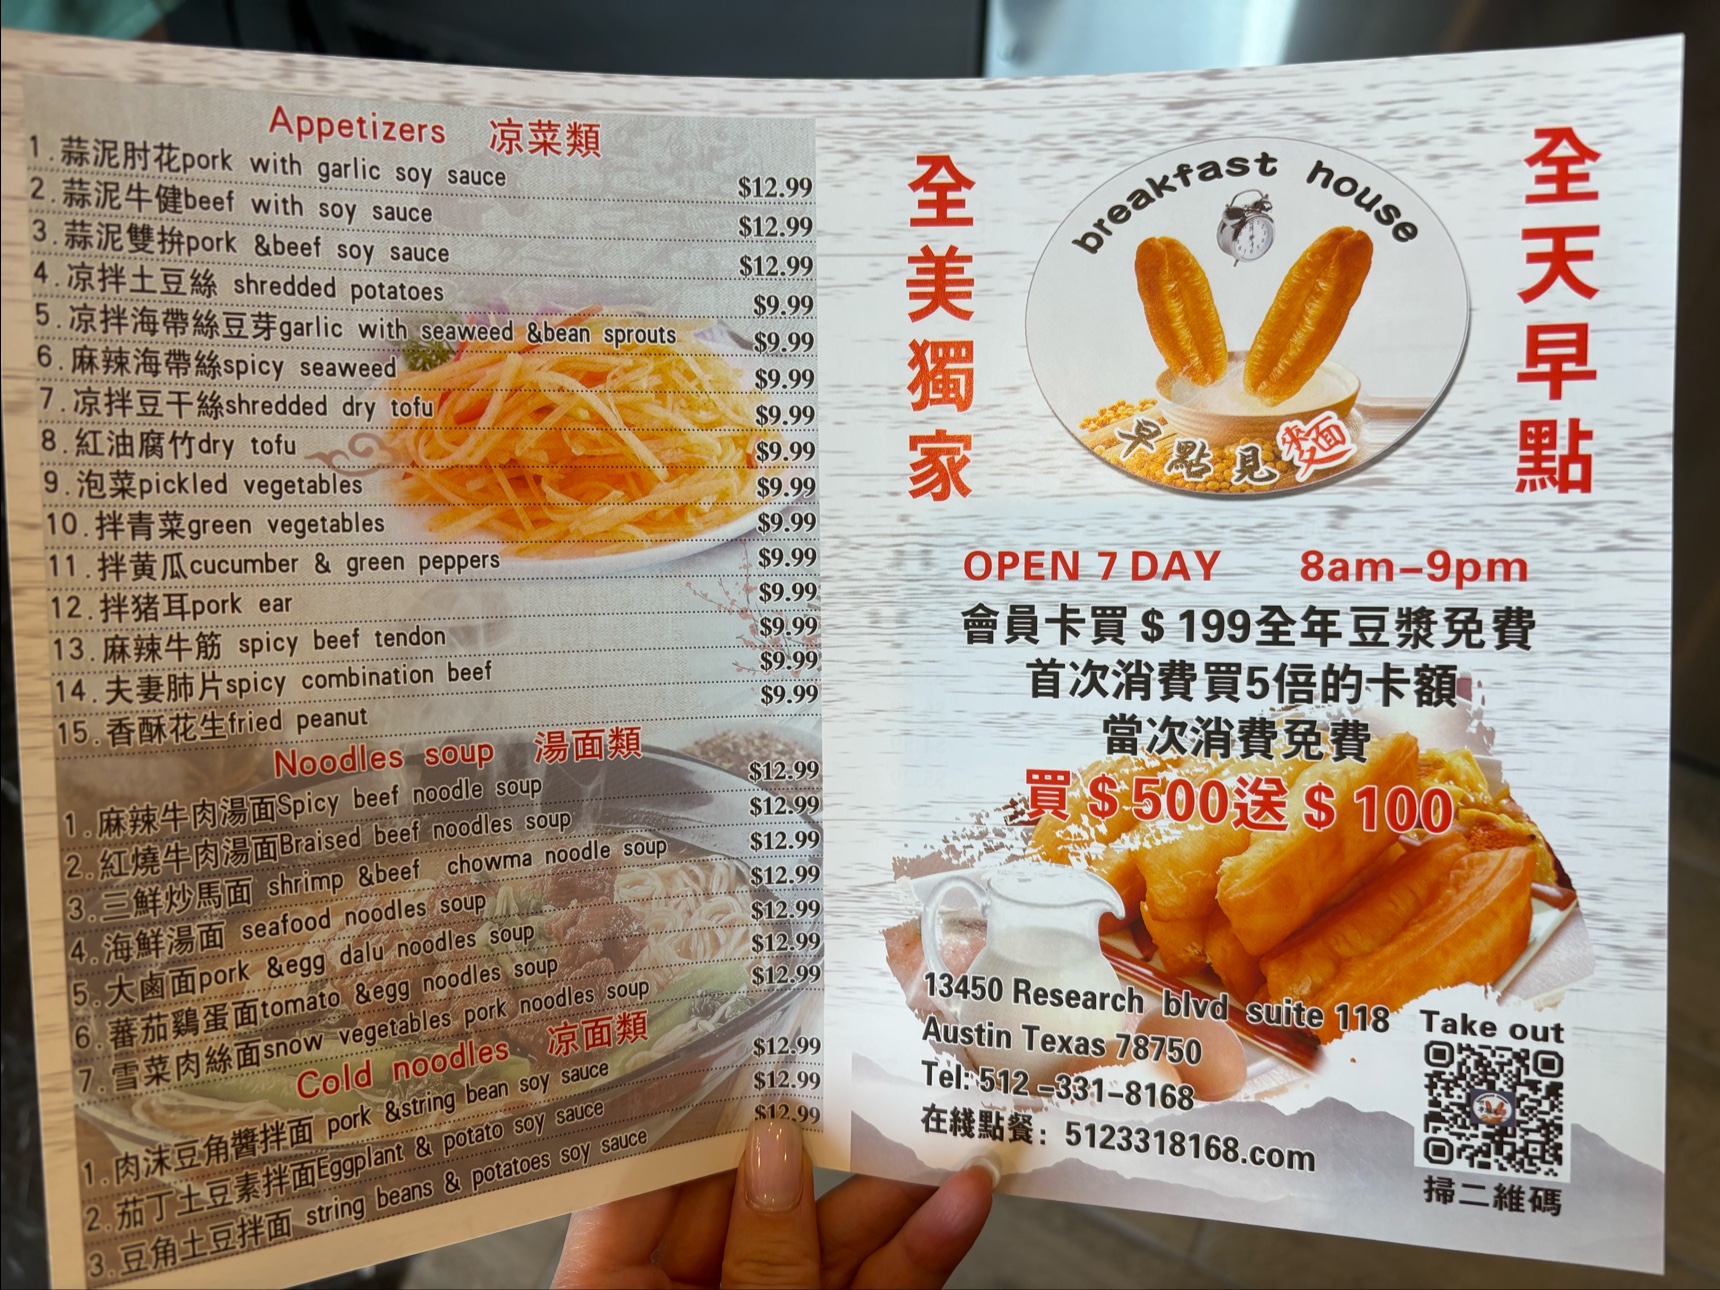 Appetizers 凉菜類
1.蒜泥肘花pork with garlic soy sauce $12.99
2.蒜泥牛健beef with soy sauce $12.99
3.蒜泥雙拚pork &beef soy sauce $12.99
4.凉拌土豆絲 shredded potatoes $9.99
5.凉拌海帶絲豆芽garlic with seaweed &bean sprouts $9.99
6.麻辣海帶絲spicy seaweed $9.99
7.凉拌豆干絲shredded dry tofu $9.99
8.紅油腐竹dry tofu $9.99
9.泡菜pickled vegetables $9.99
10.拌青菜green vegetables $9.99
11.拌黄瓜cucumber & green peppers $9.99
12.拌猪耳pork ear $9.99
13.麻辣牛筋 spicy beef tendon $9.99
14.夫妻肺片spicy combination beef $9.99
15.香酥花生fried peanut $9.99
Noodles soup 湯面類
1.麻辣牛肉湯面Spicy beef noodle soup $12.99
2.紅燒牛肉湯面Braised beef noodles soup $12.99
3.三鮮炒馬面 shrimp &beef chowma noodle soup $12.99
4.海鮮湯面 seafood noodles soup $12.99
5.大鹵面pork &egg dalu noodles soup $12.99
6.蕃茄鷄蛋面tomato &egg noodles soup $12.99
7.雪菜肉絲面snow vegetables pork noodles soup $12.99
Cold noodles 凉面類
1.肉沫豆角醬拌面 pork &string bean soy sauce $12.99
2.茄丁土豆素拌面Eggplant & potato soy sauce $12.99
3.豆角土豆拌面 string beans & potatoes soy sauce $12.99
全美獨家
breakfast house
早點見麵
全天早點
OPEN 7 DAY 8am-9pm
會員卡買$199全年豆漿免費
首次消費買5倍的卡額
當次消費免費
買$500送$100
13450 Research blvd suite 118
Austin Texas 78750
Tel: 512-331-8168
在綫點餐：5123318168.com
Take out
掃二維碼